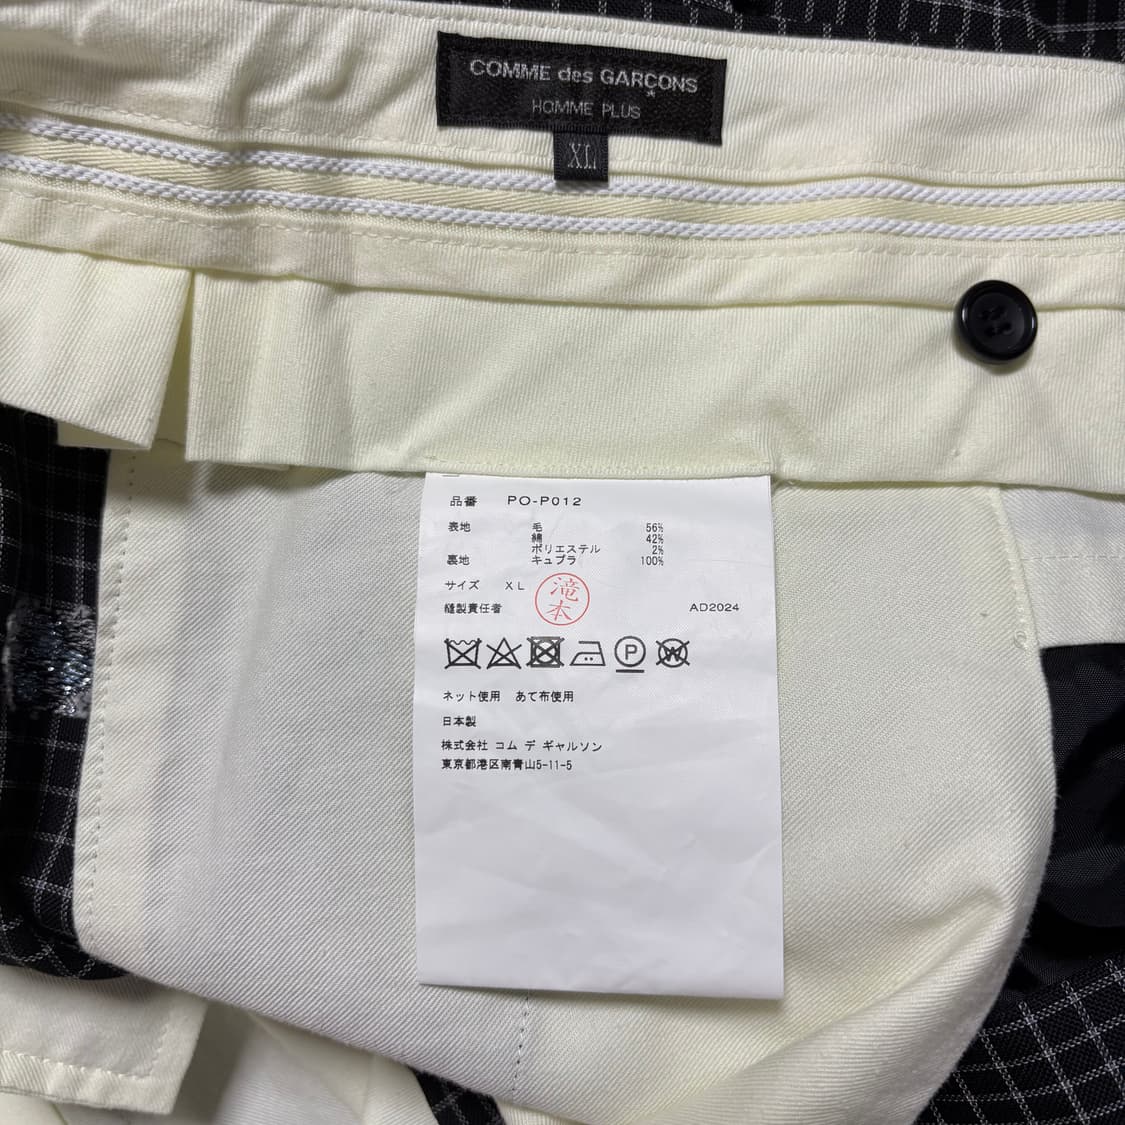 COMME des GARÇONS
HOMME PLUS
XL
品番 PO-P012
表地 毛 56%
綿 42%
ポリエステル 2%
裏地 キュプラ 100%
サイズ XL
滝本
縫製責任者 AD2024
P
W
ネット使用 あて布使用
日本製
株式会社 コム デ ギャルソン
東京都港区南青山5-11-5